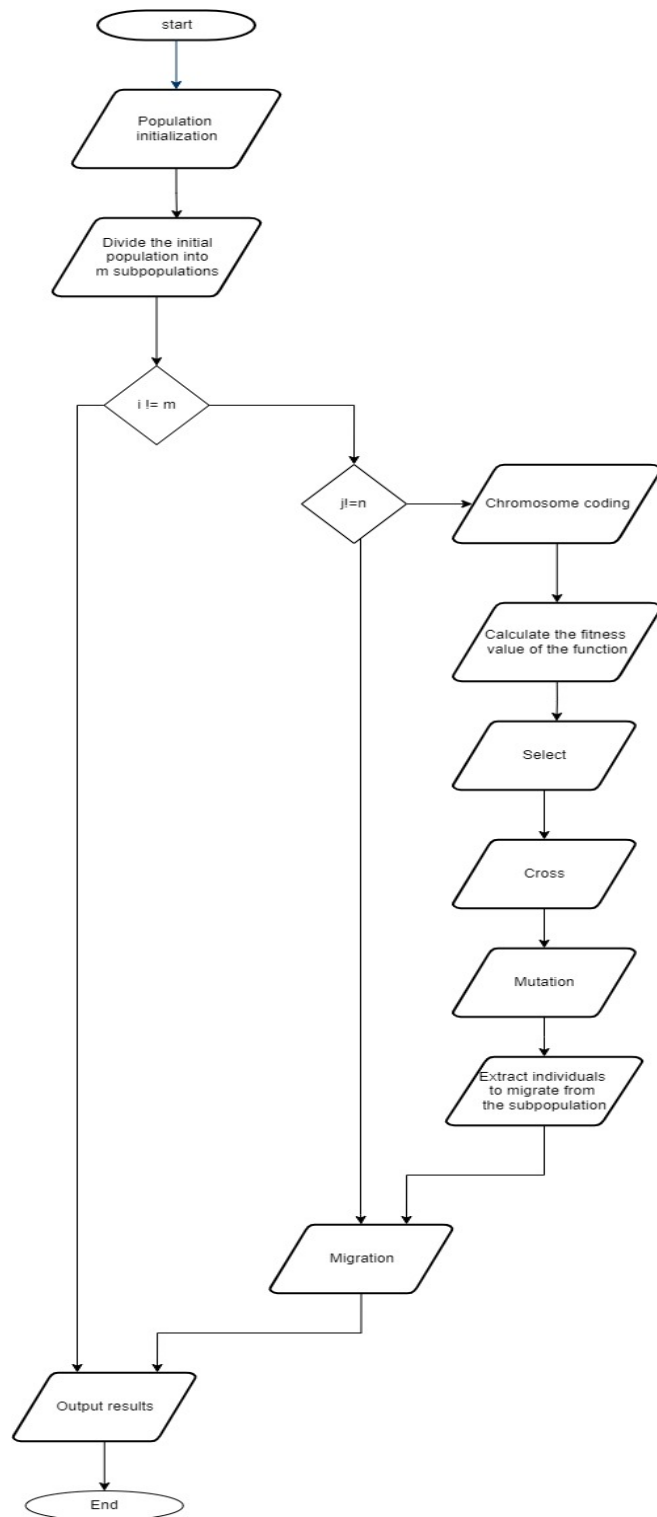 start
Population
initialization
Divide the initial
population into
m subpopulations
i != m
j!=n
Chromosome coding
Calculate the fitness
value of the function
Select
Cross
Mutation
Extract individuals
to migrate from
the subpopulation
Migration
Output results
End